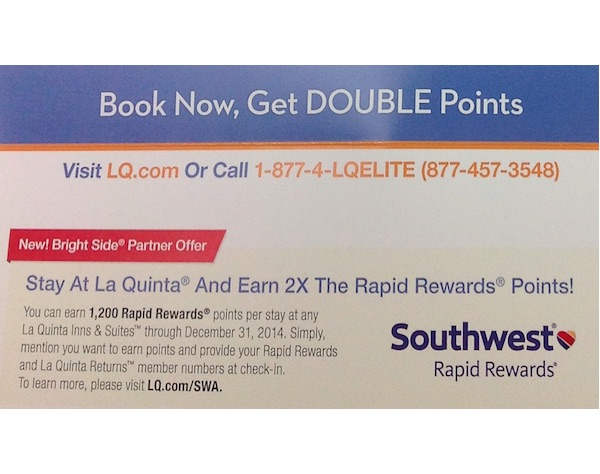 Book Now, Get DOUBLE Points
Visit LQ.com Or Call 1-877-4-LQELITE (877-457-3548)
New! Bright Side® Partner Offer
Stay At La Quinta® And Earn 2X The Rapid Rewards® Points!
You can earn 1,200 Rapid Rewards® points per stay at any
La Quinta Inns & Suites™ through December 31, 2014. Simply,
mention you want to earn points and provide your Rapid Rewards
and La Quinta Returns™ member numbers at check-in.
To learn more, please visit LQ.com/SWA.
Southwest®
Rapid Rewards®